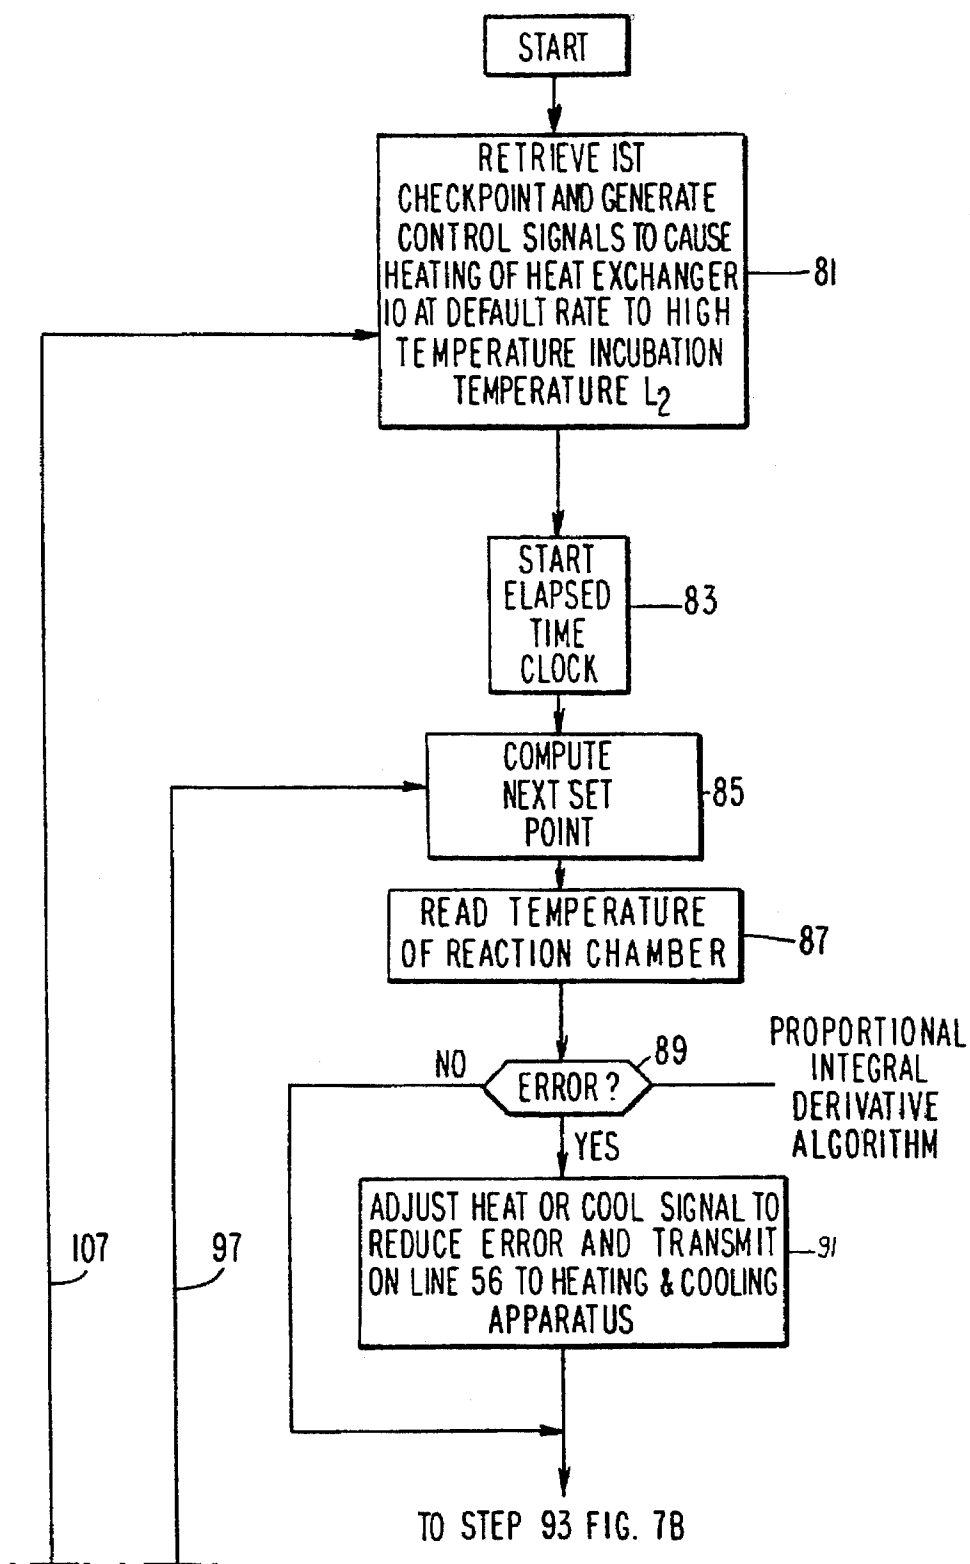 START
RETRIEVE 1ST
CHECKPOINT AND GENERATE
CONTROL SIGNALS TO CAUSE
HEATING OF HEAT EXCHANGER
10 AT DEFAULT RATE TO HIGH
TEMPERATURE INCUBATION
TEMPERATURE L2
81
START
ELAPSED
TIME
CLOCK
83
COMPUTE
NEXT SET
POINT
85
READ TEMPERATURE
OF REACTION CHAMBER
87
NO
ERROR?
89
PROPORTIONAL
INTEGRAL
DERIVATIVE
ALGORITHM
YES
ADJUST HEAT OR COOL SIGNAL TO
REDUCE ERROR AND TRANSMIT
ON LINE 56 TO HEATING & COOLING
APPARATUS
91
107
97
TO STEP 93 FIG. 7B